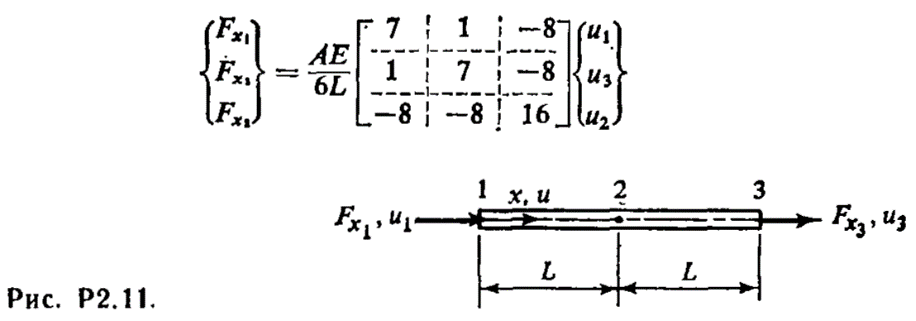 F_x₁ 7 1 −8 u₁
F_x₃ = AE/6L 1 7 −8 u₃
F_x₂ −8 −8 16 u₂
1 x, u 2 3
F_x₁, u₁ F_x₃, u₃
L L
Рис. Р2.11.